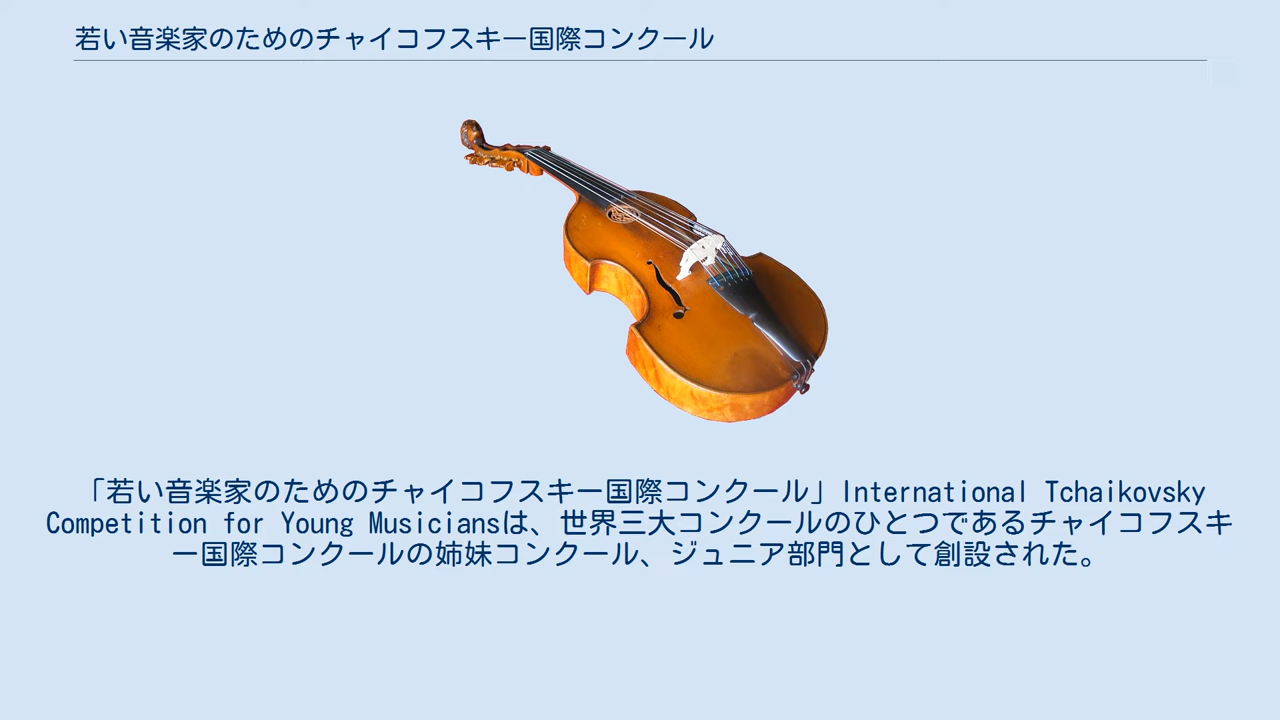 若い音楽家のためのチャイコフスキー国際コンクール
「若い音楽家のためのチャイコフスキー国際コンクール」International Tchaikovsky
Competition for Young Musiciansは、世界三大コンクールのひとつであるチャイコフスキ
ー国際コンクールの姉妹コンクール、ジュニア部門として創設された。